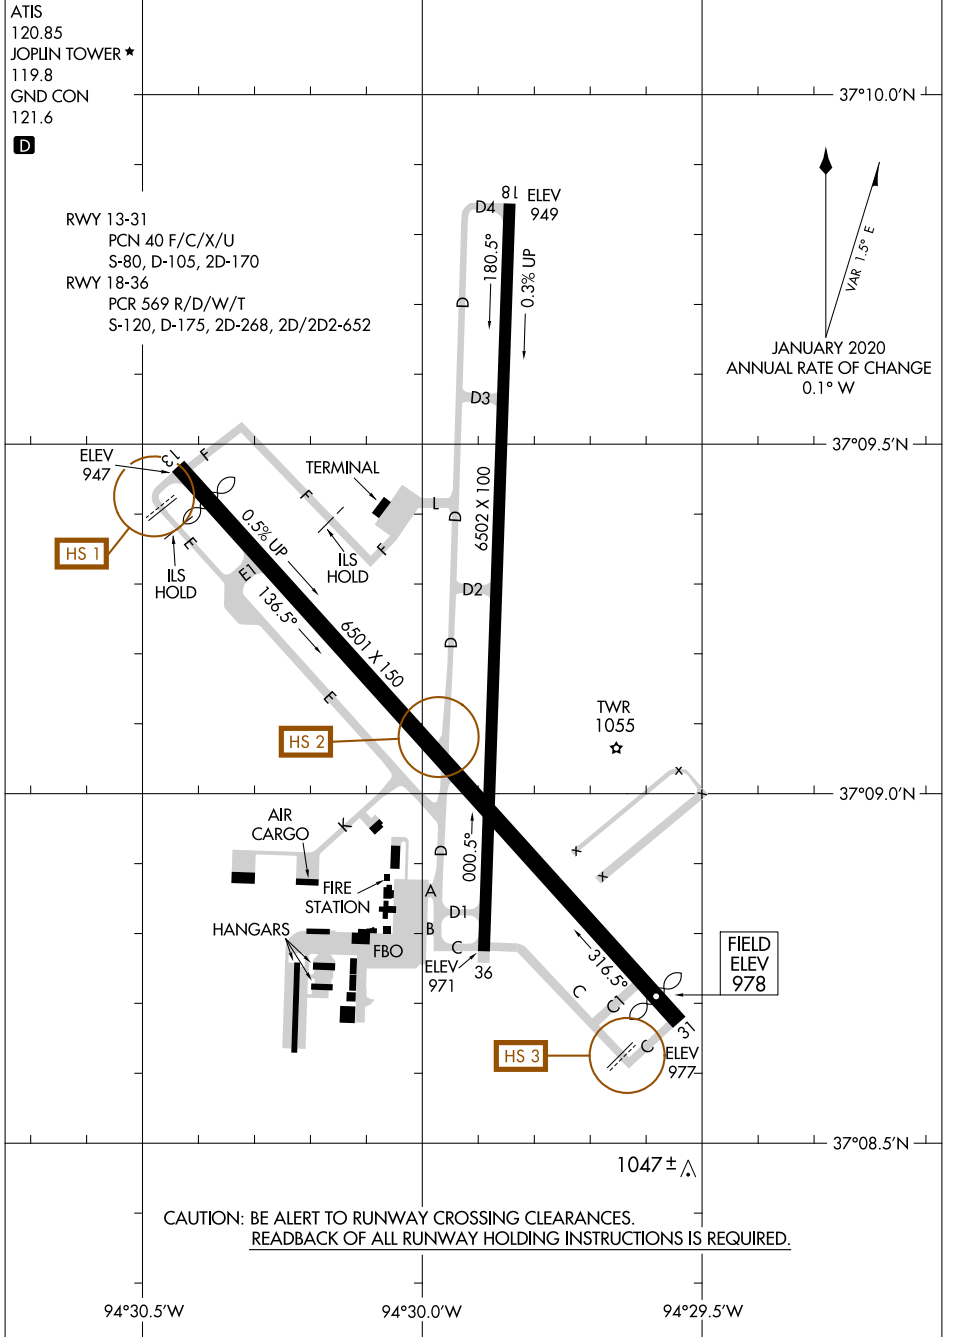 ATIS
120.85
JOPLIN TOWER ★
119.8
GND CON
121.6
D
37°10.0'N
RWY 13-31
PCN 40 F/C/X/U
S-80, D-105, 2D-170
RWY 18-36
PCR 569 R/D/W/T
S-120, D-175, 2D-268, 2D/2D2-652
D4
18
ELEV
949
180.5°
0.3% UP
D
D3
VAR 1.5° E
JANUARY 2020
ANNUAL RATE OF CHANGE
0.1° W
37°09.5'N
ELEV
947
13
F
TERMINAL
F
L
D
6502 X 100
HS 1
E
0.5% UP
ILS
HOLD
F
ILS
HOLD
E1
136.5°
D2
6501 X 150
D
E
HS 2
TWR
1055
x
x
37°09.0'N
AIR
CARGO
K
D
000.5°
x
x
FIRE
STATION
A
D1
HANGARS
B
FBO
C
ELEV
971
36
316.5°
FIELD
ELEV
978
C
C1
31
HS 3
C
ELEV
977
37°08.5'N
1047 ±
CAUTION: BE ALERT TO RUNWAY CROSSING CLEARANCES.
READBACK OF ALL RUNWAY HOLDING INSTRUCTIONS IS REQUIRED.
94°30.5'W
94°30.0'W
94°29.5'W